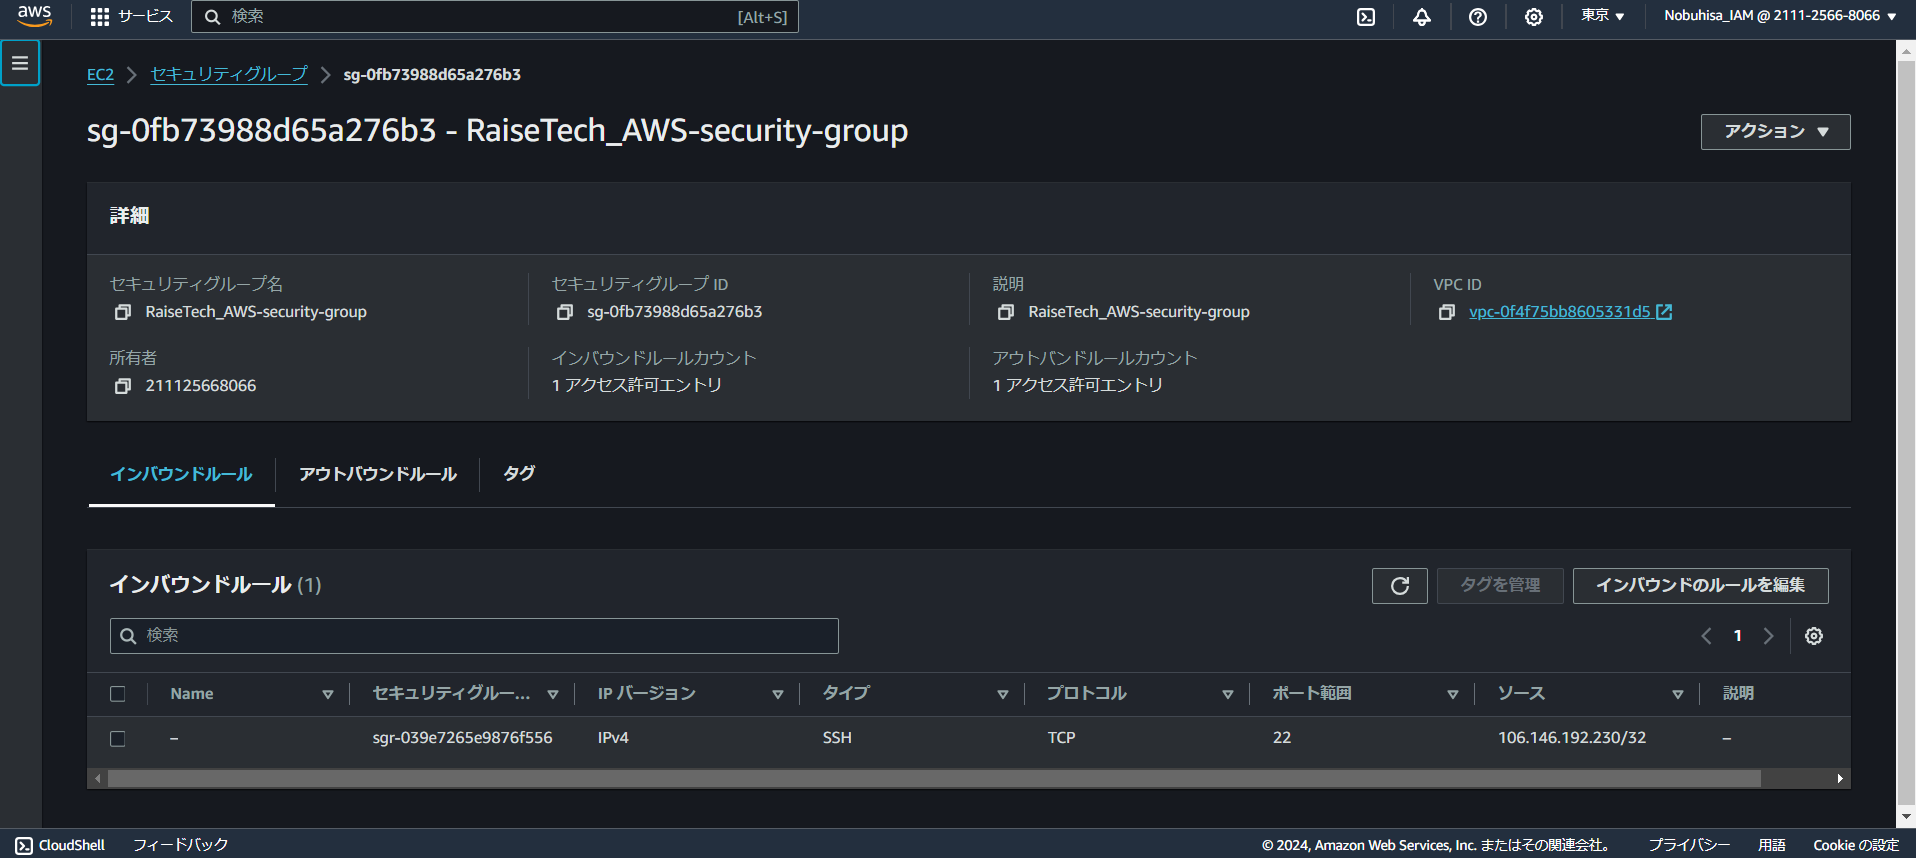 aws サービス 検索 [Alt+S] 東京 Nobuhisa_IAM @ 2111-2566-8066
EC2 セキュリティグループ sg-0fb73988d65a276b3
sg-0fb73988d65a276b3 - RaiseTech_AWS-security-group
アクション
詳細
セキュリティグループ名 セキュリティグループ ID 説明 VPC ID
RaiseTech_AWS-security-group sg-0fb73988d65a276b3 RaiseTech_AWS-security-group vpc-0f4f75bb8605331d5
所有者 インバウンドルールカウント アウトバンドルールカウント
211125668066 1 アクセス許可エントリ 1 アクセス許可エントリ
インバウンドルール アウトバウンドルール タグ
インバウンドルール (1) タグを管理 インバウンドのルールを編集
検索 1
Name セキュリティグルー... IP バージョン タイプ プロトコル ポート範囲 ソース 説明
– sgr-039e7265e9876f556 IPv4 SSH TCP 22 106.146.192.230/32 –
CloudShell フィードバック © 2024, Amazon Web Services, Inc. またはその関連会社。 プライバシー 用語 Cookie の設定